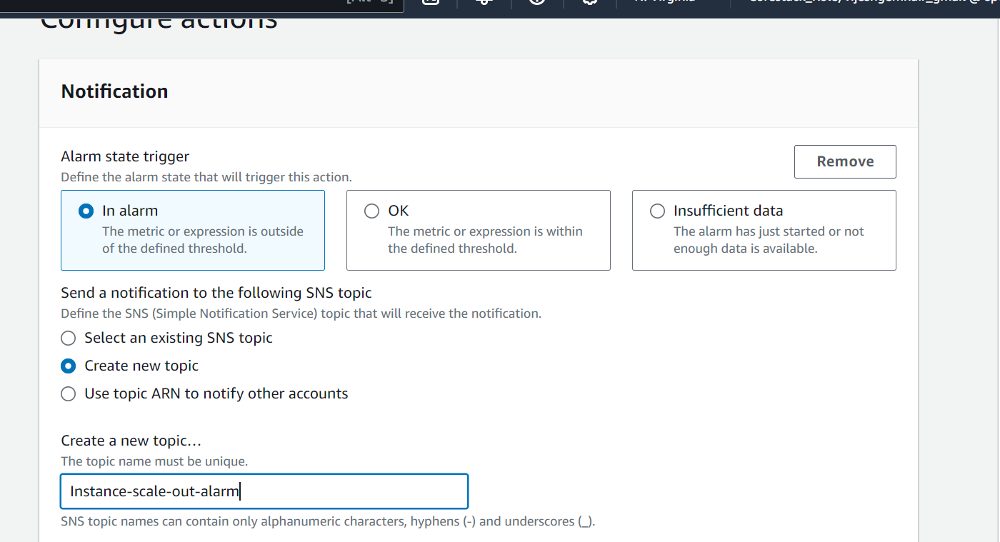 Configure actions
Notification
Alarm state trigger
Remove
Define the alarm state that will trigger this action.
In alarm
The metric or expression is outside
of the defined threshold.
OK
The metric or expression is within
the defined threshold.
Insufficient data
The alarm has just started or not
enough data is available.
Send a notification to the following SNS topic
Define the SNS (Simple Notification Service) topic that will receive the notification.
Select an existing SNS topic
Create new topic
Use topic ARN to notify other accounts
Create a new topic…
The topic name must be unique.
Instance-scale-out-alarm
SNS topic names can contain only alphanumeric characters, hyphens (-) and underscores (_).